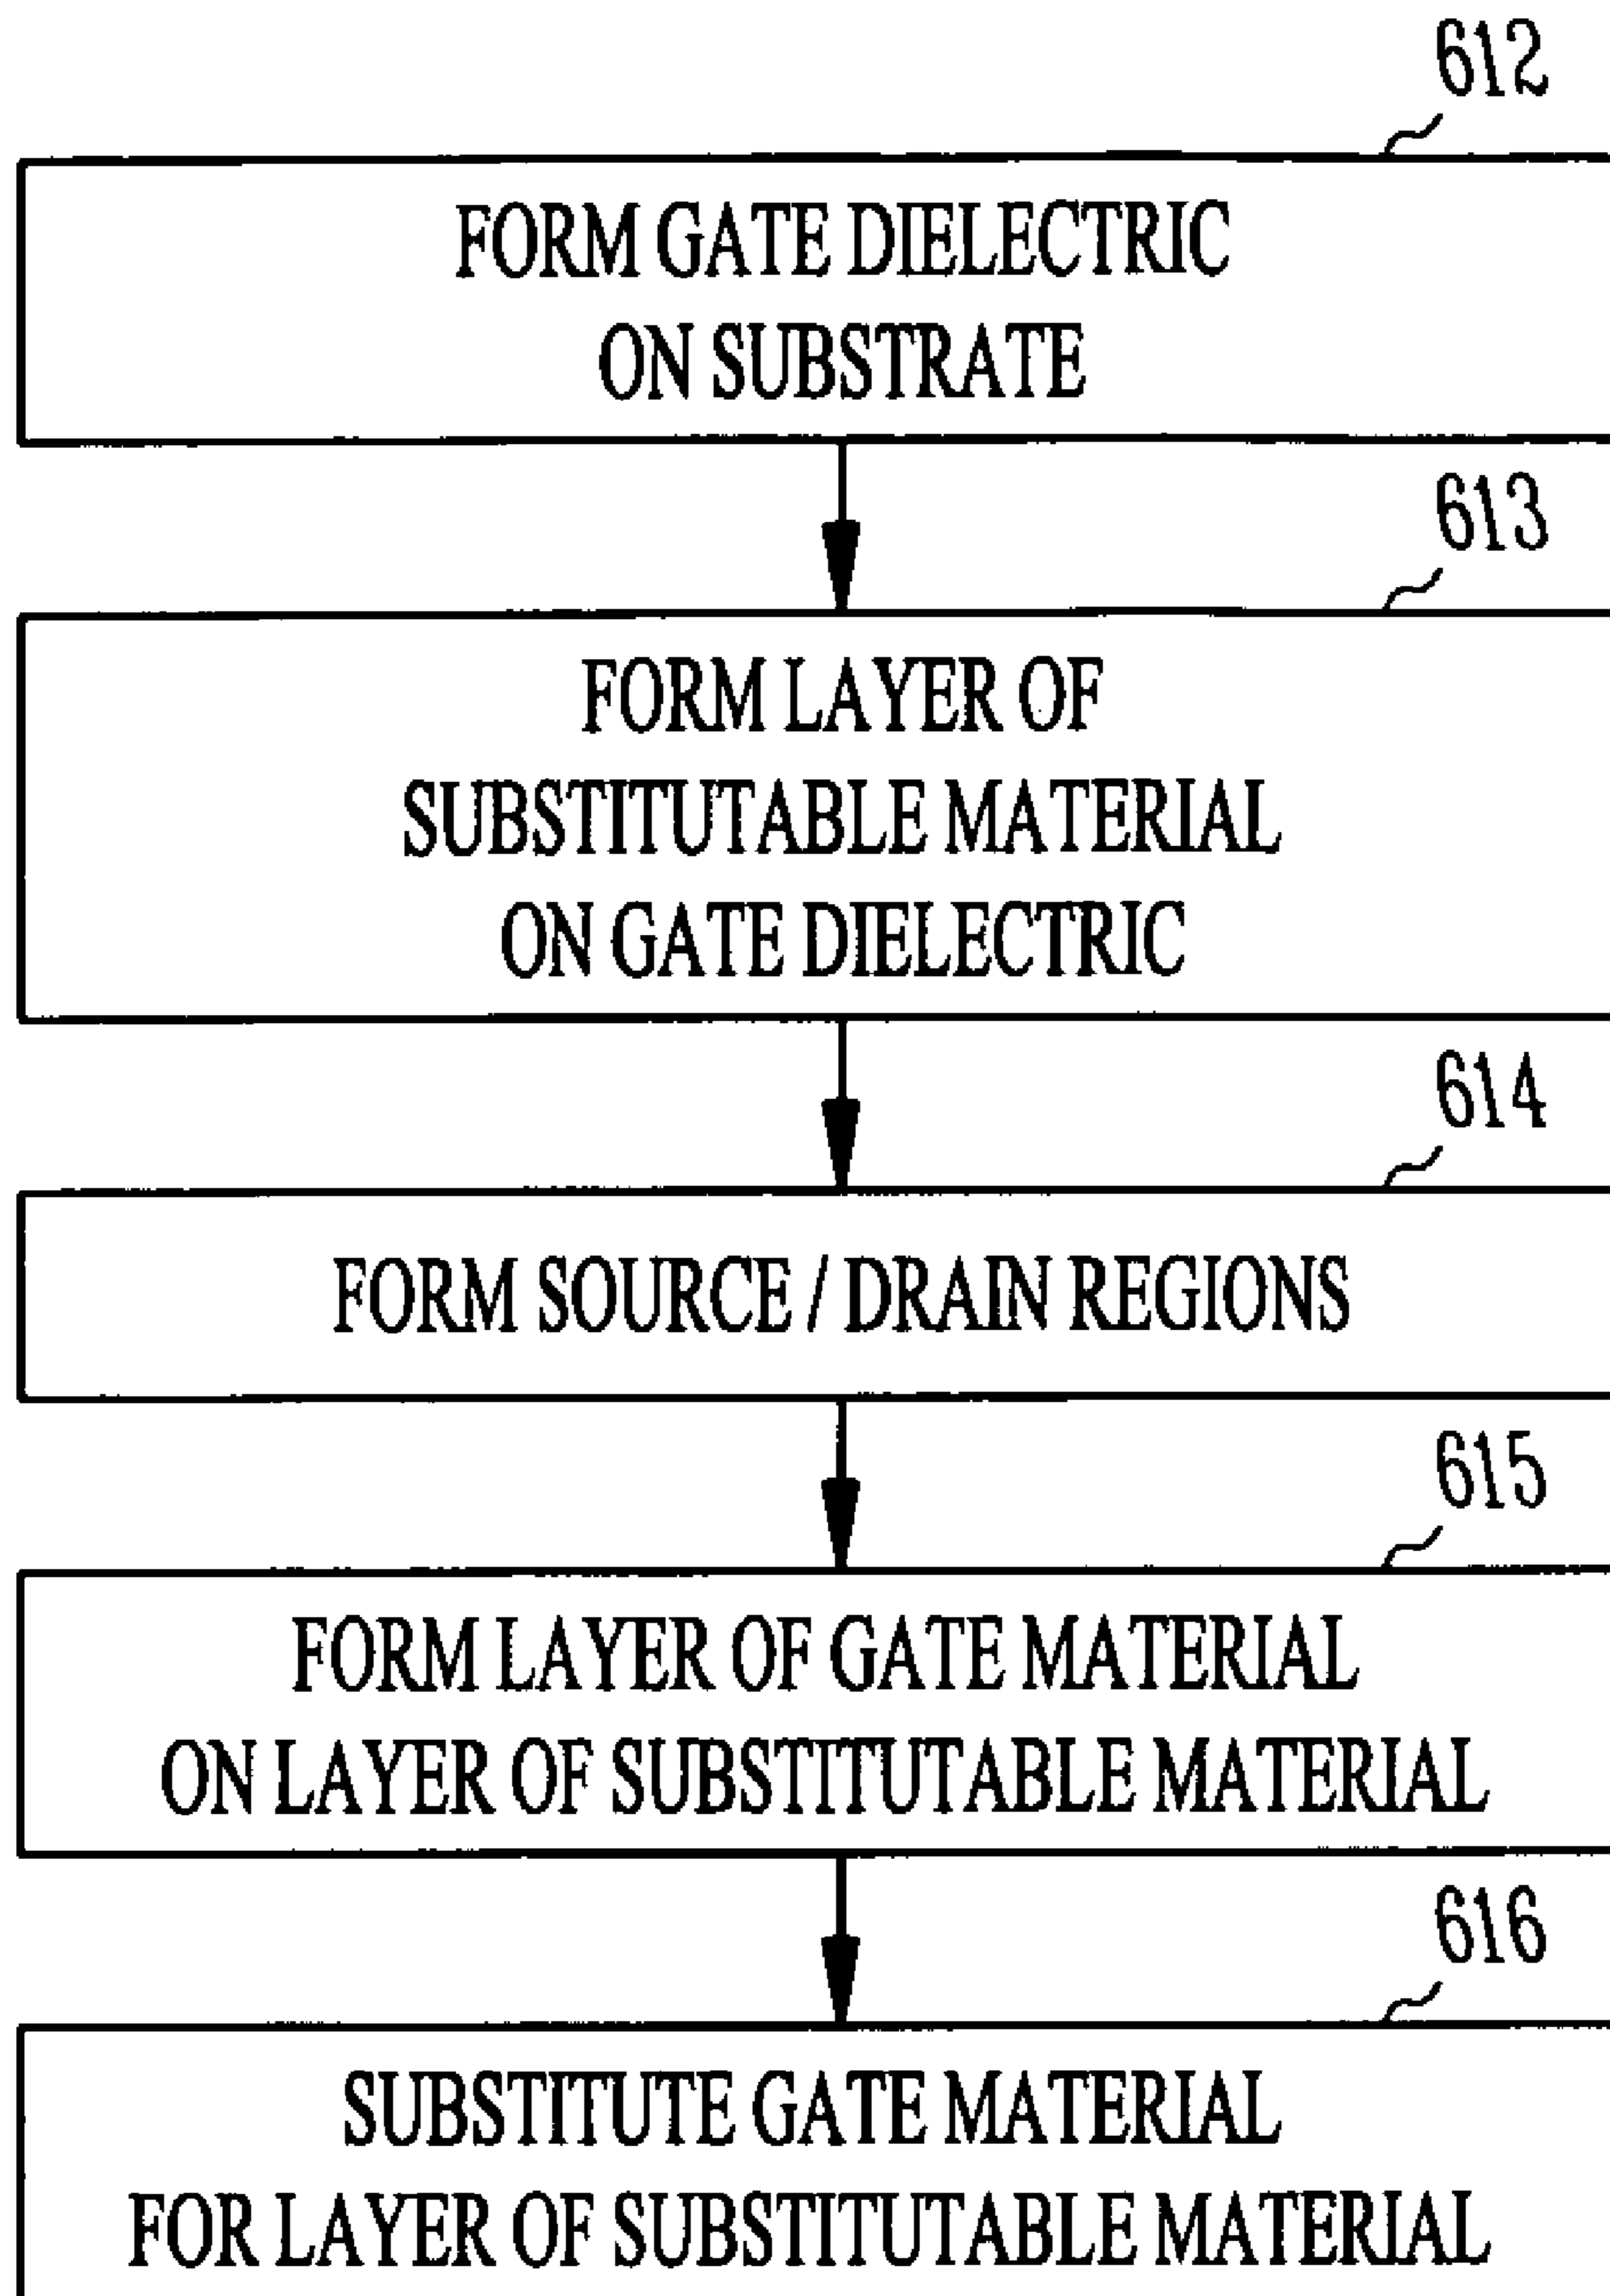 612
FORM GATE DIELECTRIC
ON SUBSTRATE
613
FORM LAYER OF
SUBSTITUTABLE MATERIAL
ON GATE DIELECTRIC
614
FORM SOURCE / DRAIN REGIONS
615
FORM LAYER OF GATE MATERIAL
ON LAYER OF SUBSTITUTABLE MATERIAL
616
SUBSTITUTE GATE MATERIAL
FOR LAYER OF SUBSTITUTABLE MATERIAL